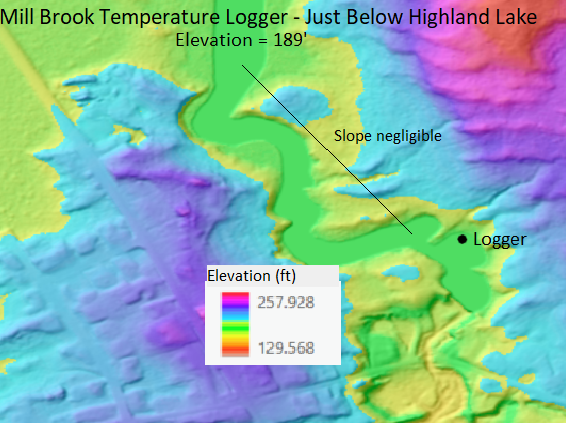 Mill Brook Temperature Logger - Just Below Highland Lake
Elevation = 189'
Slope negligible
Logger
Elevation (ft)
257.928
129.568